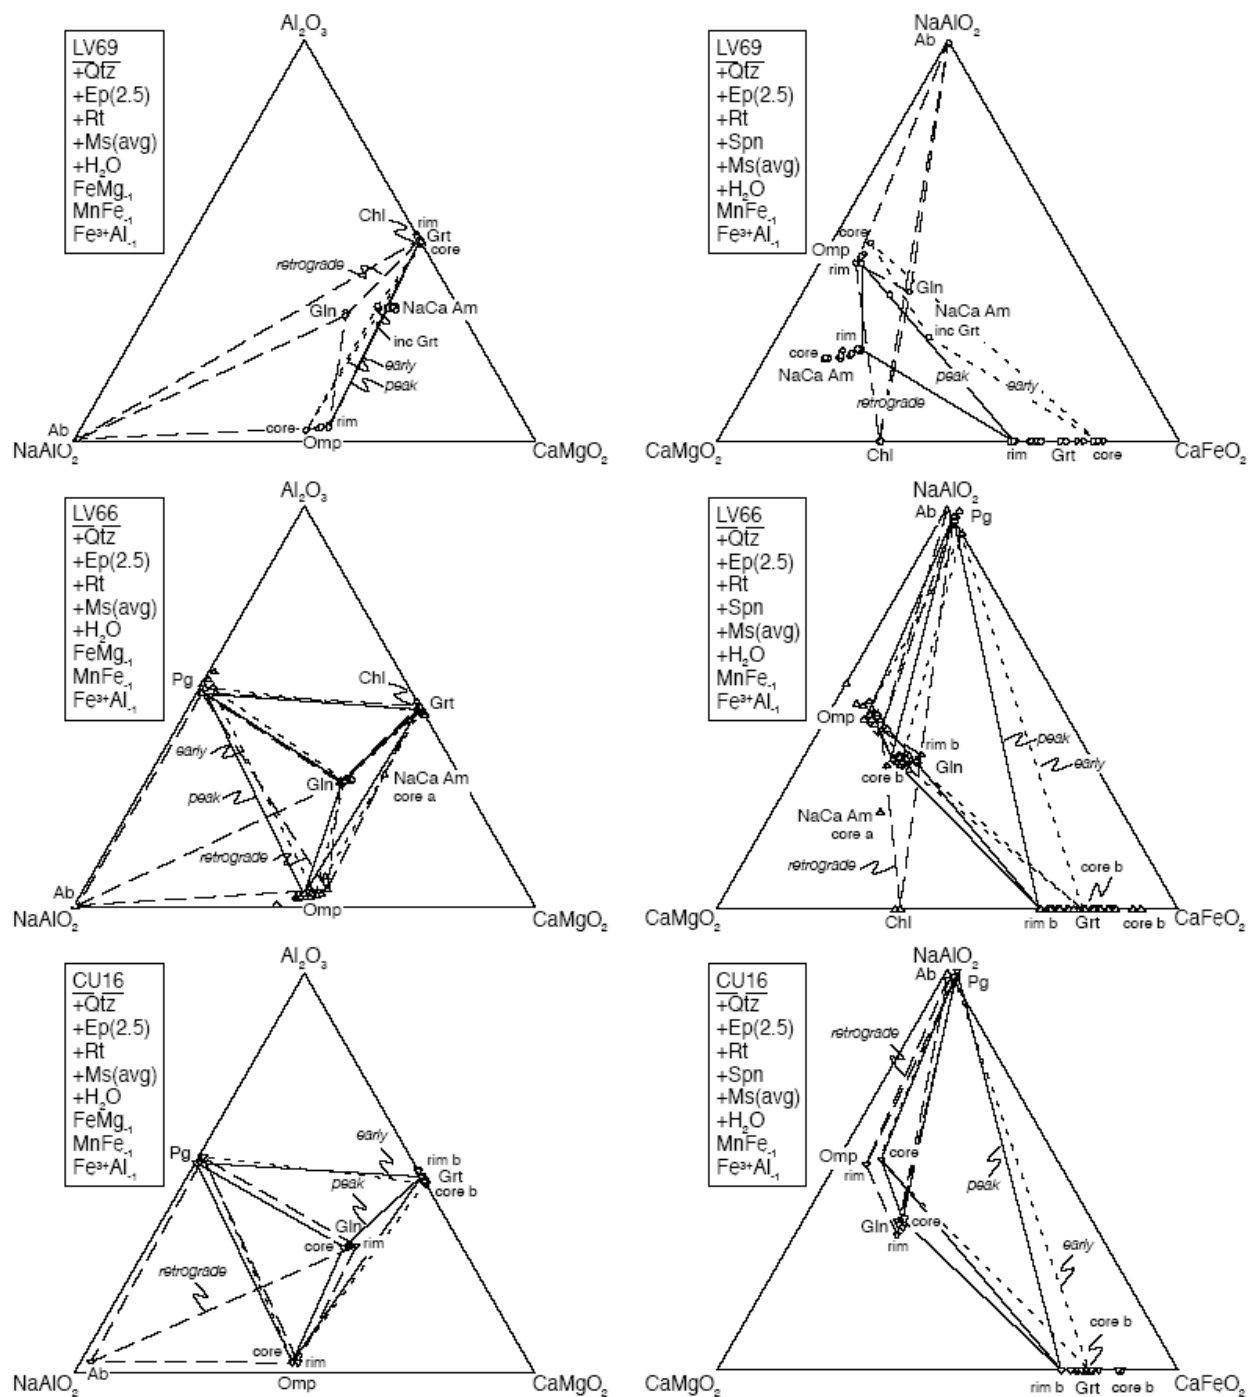 Al₂O₃
LV69
+Qtz
+Ep(2.5)
+Rt
+Ms(avg)
+H₂O
FeMg₋₁
MnFe₋₁
Fe³⁺Al₋₁
Chl
rim
Grt
core
retrograde
Gln
NaCa Am
inc Grt
early
peak
Ab
core
rim
Omp
NaAlO₂
CaMgO₂
NaAlO₂
Ab
LV69
+Qtz
+Ep(2.5)
+Rt
+Spn
+Ms(avg)
+H₂O
MnFe₋₁
Fe³⁺Al₋₁
core
Omp
rim
Gln
NaCa Am
inc Grt
rim
core
NaCa Am
peak
early
retrograde
CaMgO₂
Chl
rim
Grt
core
CaFeO₂
Al₂O₃
LV66
+Qtz
+Ep(2.5)
+Rt
+Ms(avg)
+H₂O
FeMg₋₁
MnFe₋₁
Fe³⁺Al₋₁
Pg
Chl
Grt
early
Gln
NaCa Am
core a
peak
retrograde
Ab
Omp
NaAlO₂
CaMgO₂
NaAlO₂
Ab
Pg
LV66
+Qtz
+Ep(2.5)
+Rt
+Spn
+Ms(avg)
+H₂O
MnFe₋₁
Fe³⁺Al₋₁
Omp
rim b
peak
Gln
early
core b
NaCa Am
core a
retrograde
core b
CaMgO₂
Chl
rim b
Grt
core b
CaFeO₂
Al₂O₃
CU16
+Qtz
+Ep(2.5)
+Rt
+Ms(avg)
+H₂O
FeMg₋₁
MnFe₋₁
Fe³⁺Al₋₁
Pg
early
rim b
Grt
core b
peak
Gln
core
rim
retrograde
core
rim
Ab
Omp
NaAlO₂
CaMgO₂
NaAlO₂
Ab
Pg
CU16
+Qtz
+Ep(2.5)
+Rt
+Spn
+Ms(avg)
+H₂O
MnFe₋₁
Fe³⁺Al₋₁
retrograde
Omp
core
rim
peak
Gln
core
rim
early
core b
CaMgO₂
rim b
Grt
core b
CaFeO₂